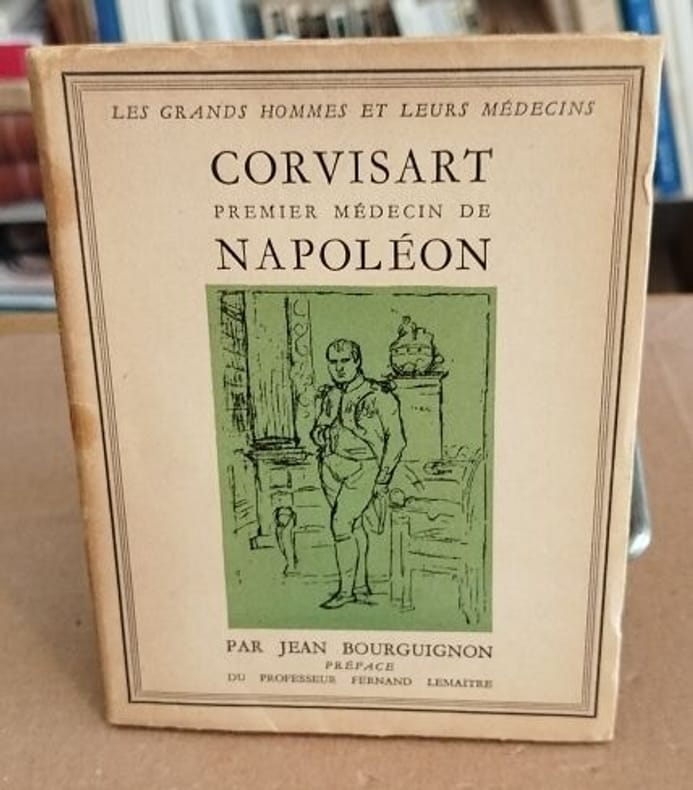 LES GRANDS HOMMES ET LEURS MÉDECINS
CORVISART
PREMIER MÉDECIN DE
NAPOLÉON
PAR JEAN BOURGUIGNON
PRÉFACE
DU PROFESSEUR FERNAND LEMAITRE